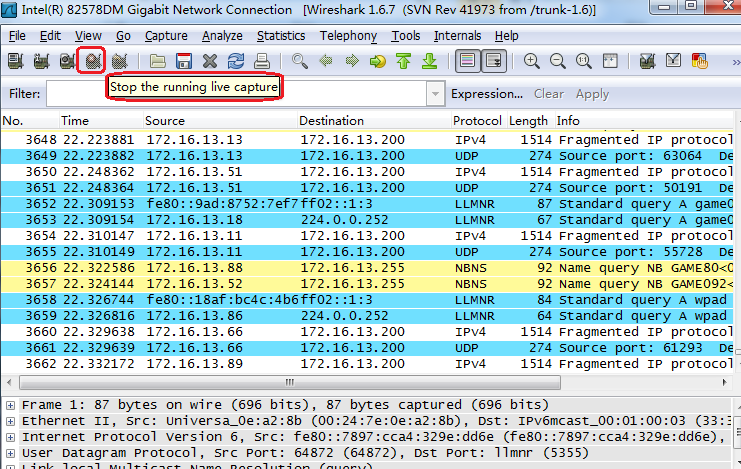 Intel(R) 82578DM Gigabit Network Connection [Wireshark 1.6.7 (SVN Rev 41973 from /trunk-1.6)]
File Edit View Go Capture Analyze Statistics Telephony Tools Internals Help
Stop the running live capture
Filter: Expression... Clear Apply
No. Time Source Destination Protocol Length Info
3648 22.223881 172.16.13.13 172.16.13.200 IPv4 1514 Fragmented IP protocol
3649 22.223882 172.16.13.13 172.16.13.200 UDP 274 Source port: 63064 De
3650 22.248362 172.16.13.51 172.16.13.200 IPv4 1514 Fragmented IP protocol
3651 22.248364 172.16.13.51 172.16.13.200 UDP 274 Source port: 50191 De
3652 22.309153 fe80::9ad:8752:7ef7 ff02::1:3 LLMNR 87 Standard query A game0
3653 22.309154 172.16.13.18 224.0.0.252 LLMNR 67 Standard query A game0
3654 22.310147 172.16.13.11 172.16.13.200 IPv4 1514 Fragmented IP protocol
3655 22.310149 172.16.13.11 172.16.13.200 UDP 274 Source port: 55728 De
3656 22.322586 172.16.13.88 172.16.13.255 NBNS 92 Name query NB GAME80<0
3657 22.324144 172.16.13.52 172.16.13.255 NBNS 92 Name query NB GAME092<
3658 22.326744 fe80::18af:bc4c:4b6 ff02::1:3 LLMNR 84 Standard query A wpad
3659 22.326816 172.16.13.86 224.0.0.252 LLMNR 64 Standard query A wpad
3660 22.329638 172.16.13.66 172.16.13.200 IPv4 1514 Fragmented IP protocol
3661 22.329639 172.16.13.66 172.16.13.200 UDP 274 Source port: 61293 De
3662 22.332172 172.16.13.89 172.16.13.200 IPv4 1514 Fragmented IP protocol
Frame 1: 87 bytes on wire (696 bits), 87 bytes captured (696 bits)
Ethernet II, Src: Universa_0e:a2:8b (00:24:7e:0e:a2:8b), Dst: IPv6mcast_00:01:00:03 (33:3
Internet Protocol Version 6, Src: fe80::7897:cca4:329e:dd6e (fe80::7897:cca4:329e:dd6e),
User Datagram Protocol, Src Port: 64872 (64872), Dst Port: llmnr (5355)
Link-local Multicast Name Resolution (query)